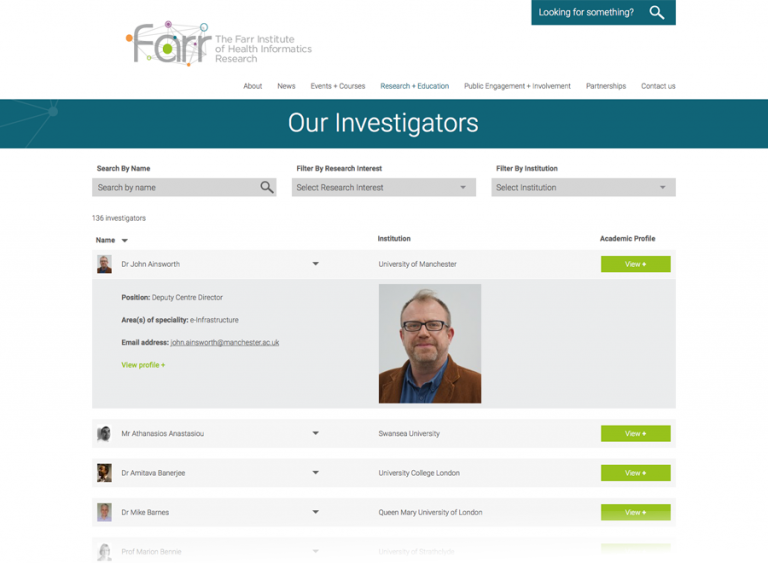 Looking for something?
Farr
The Farr Institute
of Health Informatics
Research
About News Events + Courses Research + Education Public Engagement + Involvement Partnerships Contact us
Our Investigators
Search By Name Filter By Research Interest Filter By Institution
Search by name Select Research Interest Select Institution
136 investigators
Name Institution Academic Profile
Dr John Ainsworth University of Manchester View +
Position: Deputy Centre Director
Area(s) of speciality: e-Infrastructure
Email address: john.ainsworth@manchester.ac.uk
View profile +
Mr Athanasios Anastasiou Swansea University View +
Dr Amitava Banerjee University College London View +
Dr Mike Barnes Queen Mary University of London View +
Prof Marion Bennie University of Strathclyde View +